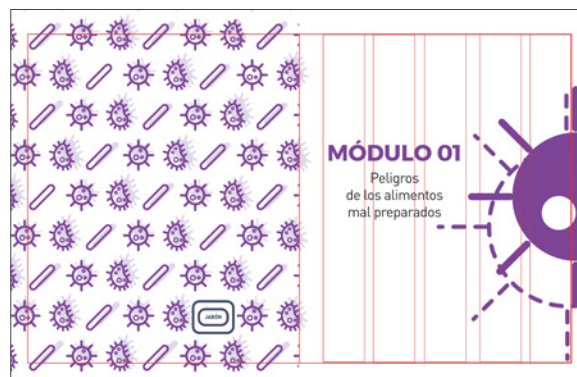 MÓDULO 01
Peligros
de los alimentos
mal preparados
JABÓN